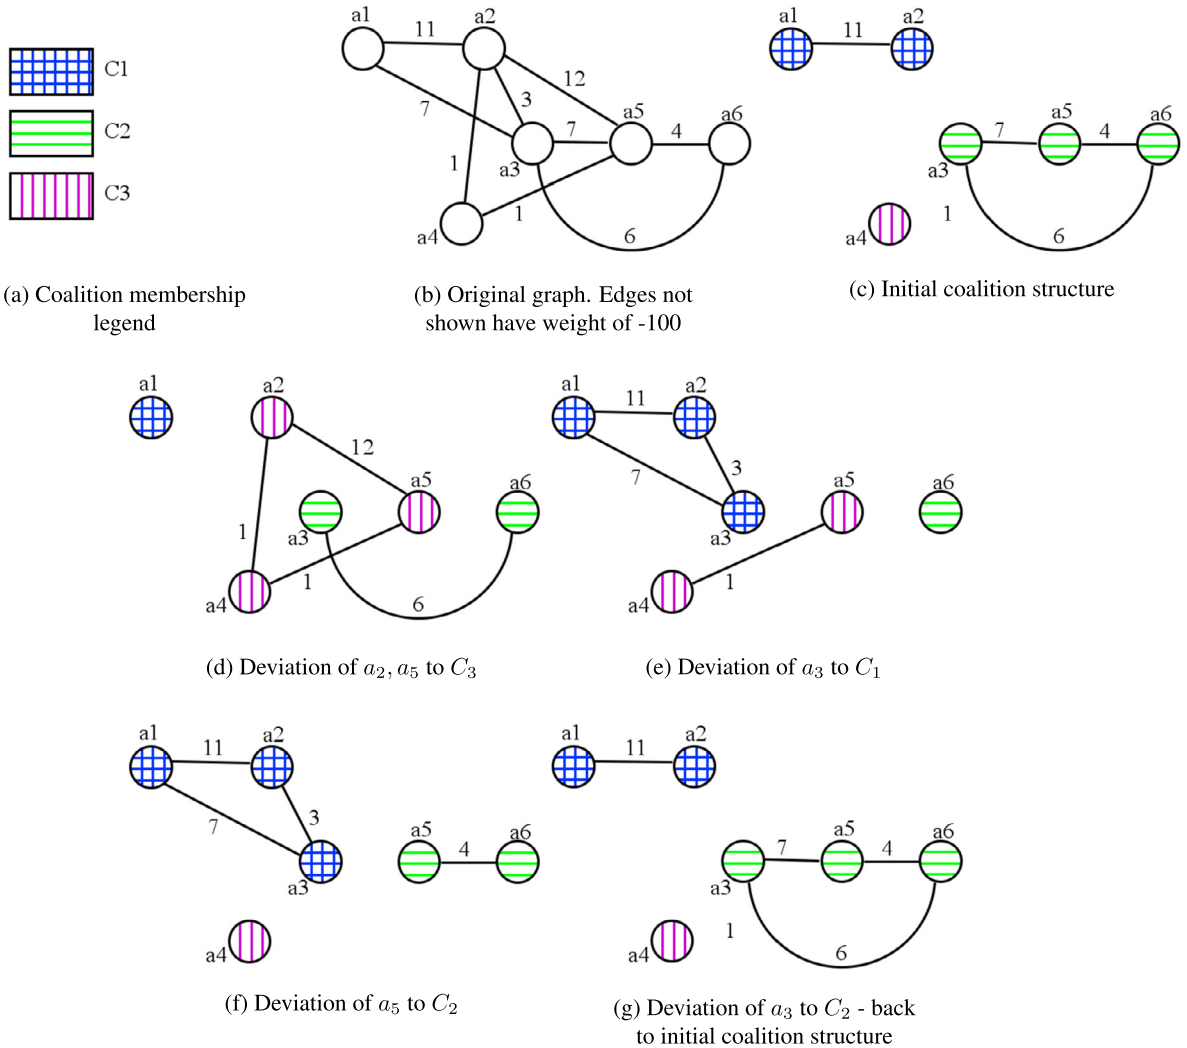 C1
C2
C3
(a) Coalition membership
legend
a1
11
a2
7
3
12
a5
7
4
a6
a3
1
1
a4
6
(b) Original graph. Edges not
shown have weight of -100
a1
11
a2
a3
7
a5
4
a6
1
a4
6
(c) Initial coalition structure
a1
a2
12
a5
a6
a3
1
1
a4
6
(d) Deviation of a2, a5 to C3
a1
11
a2
7
3
a3
a5
a6
1
a4
(e) Deviation of a3 to C1
a1
11
a2
7
3
a3
a5
4
a6
a4
(f) Deviation of a5 to C2
a1
11
a2
a3
7
a5
4
a6
1
a4
6
(g) Deviation of a3 to C2 - back
to initial coalition structure